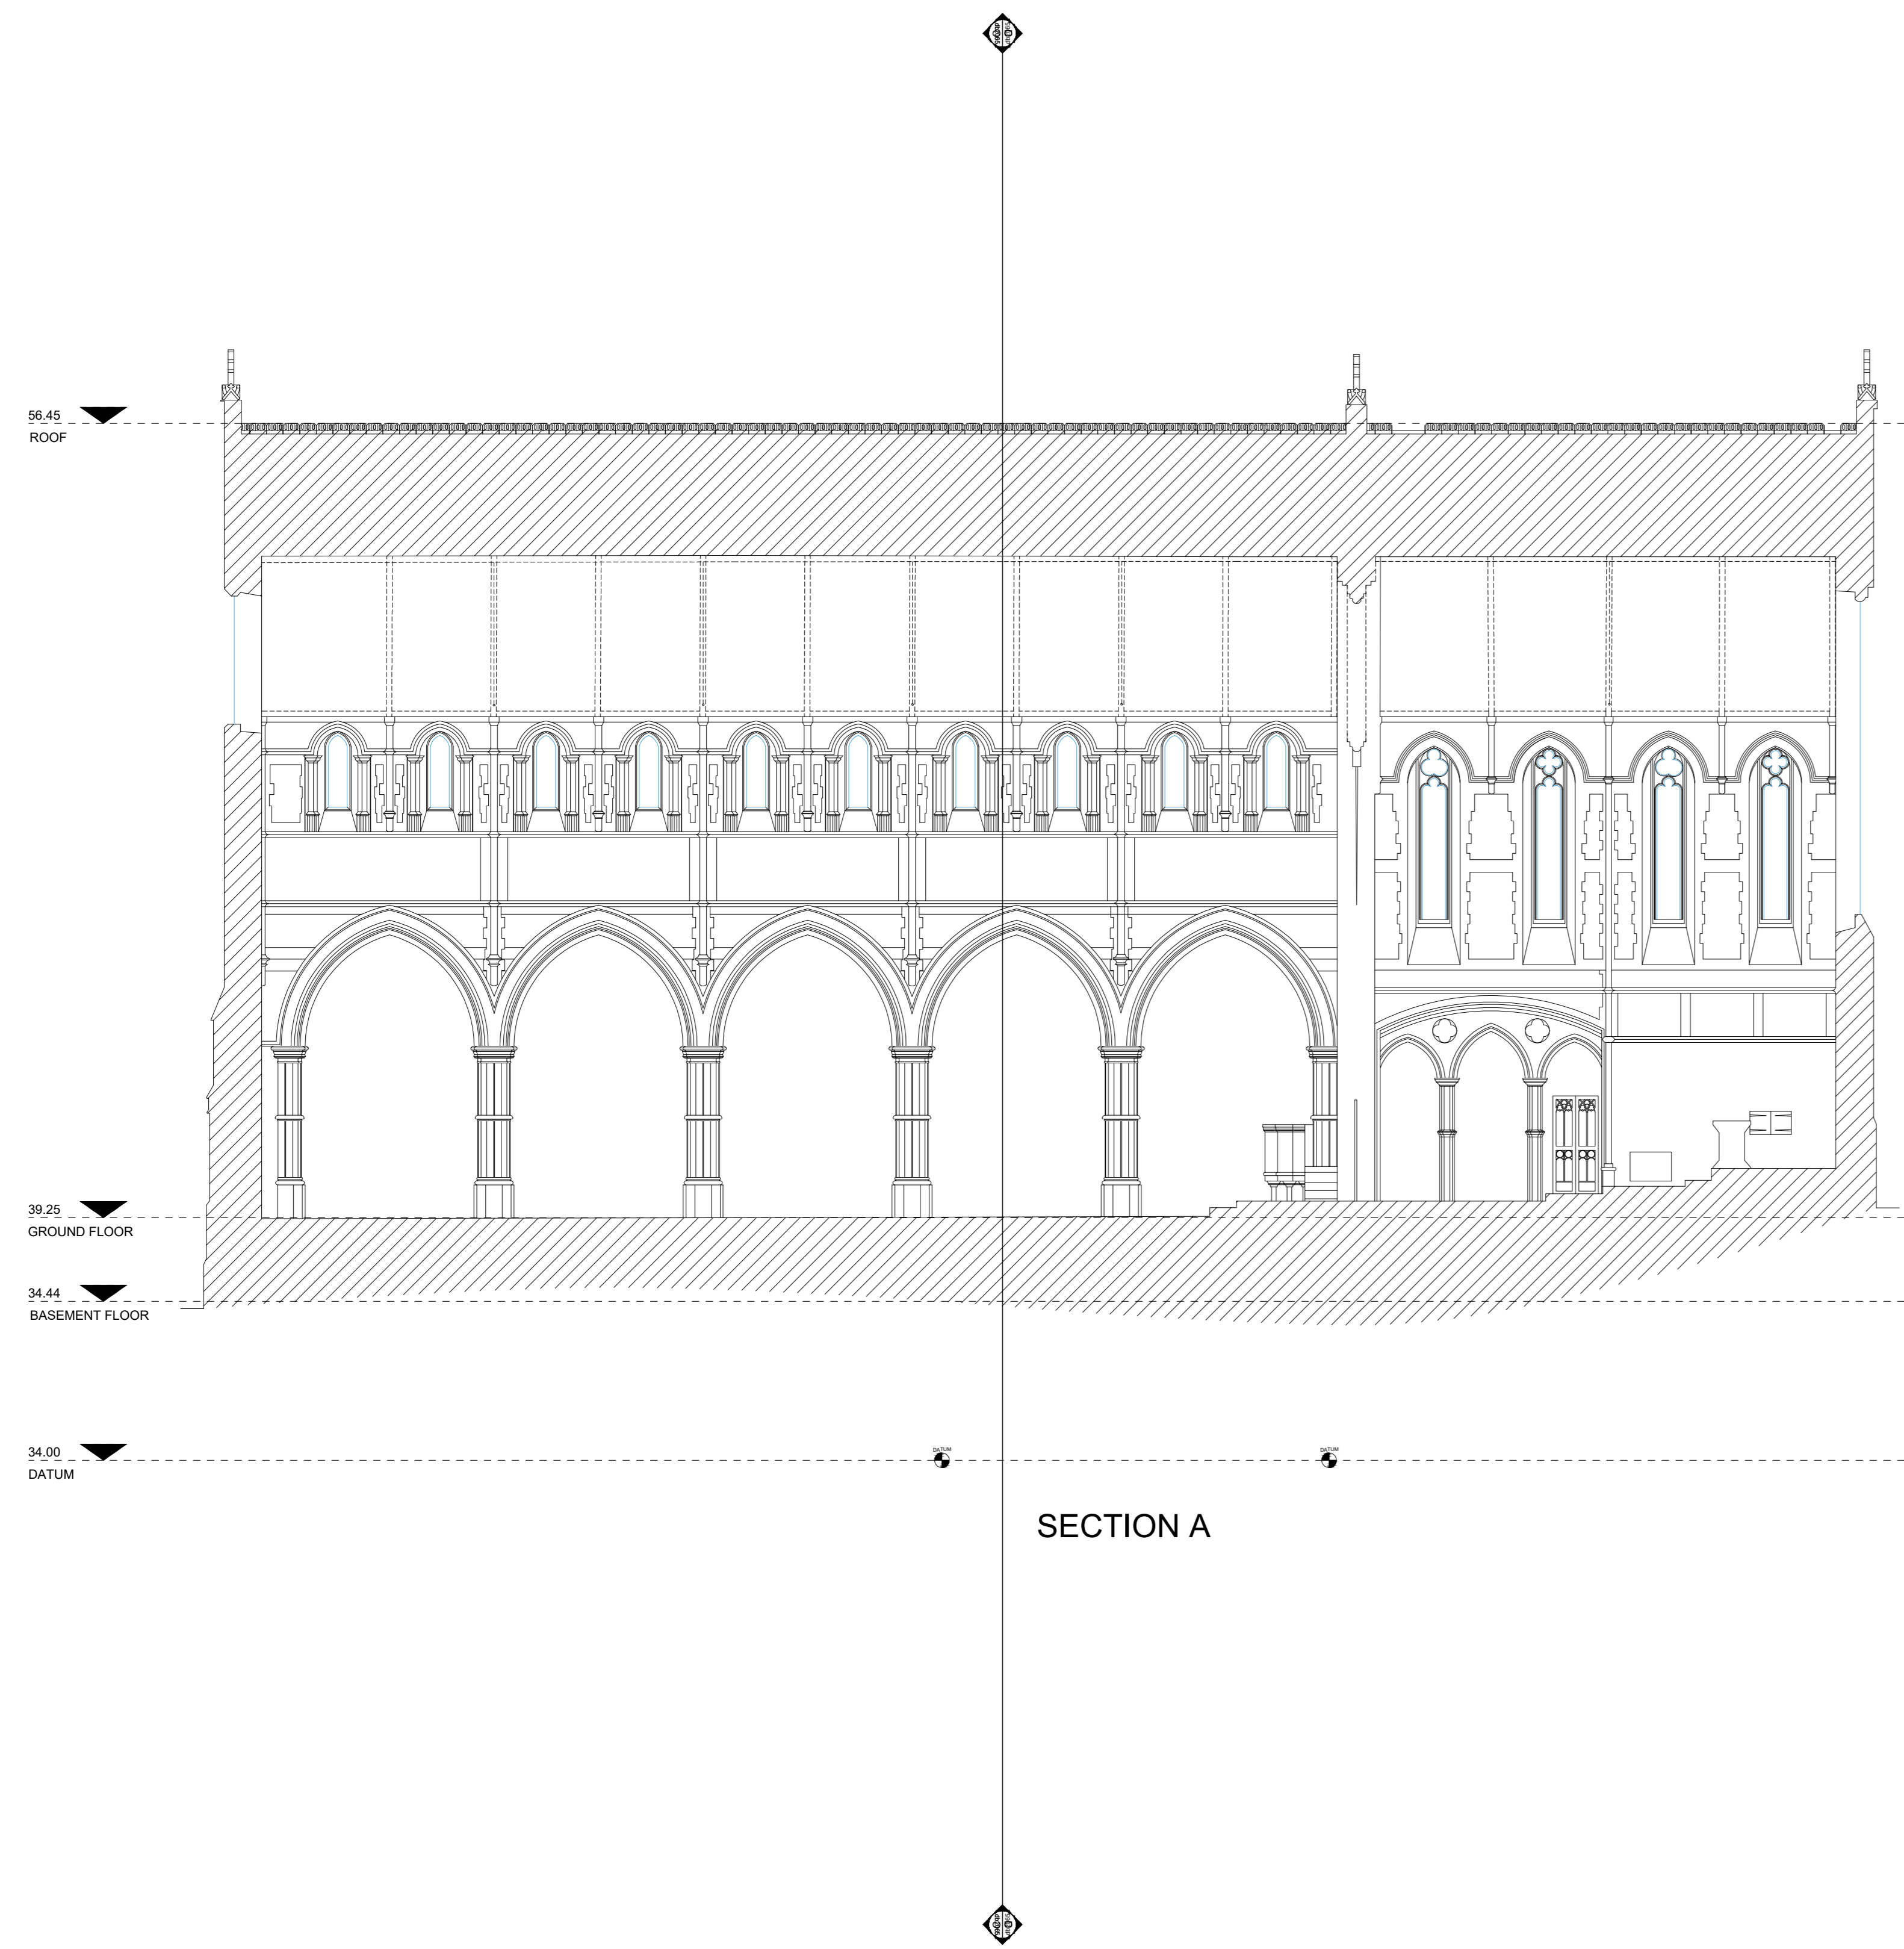 56.45
ROOF
39.25
GROUND FLOOR
34.44
BASEMENT FLOOR
34.00
DATUM
DATUM
DATUM
SECTION A